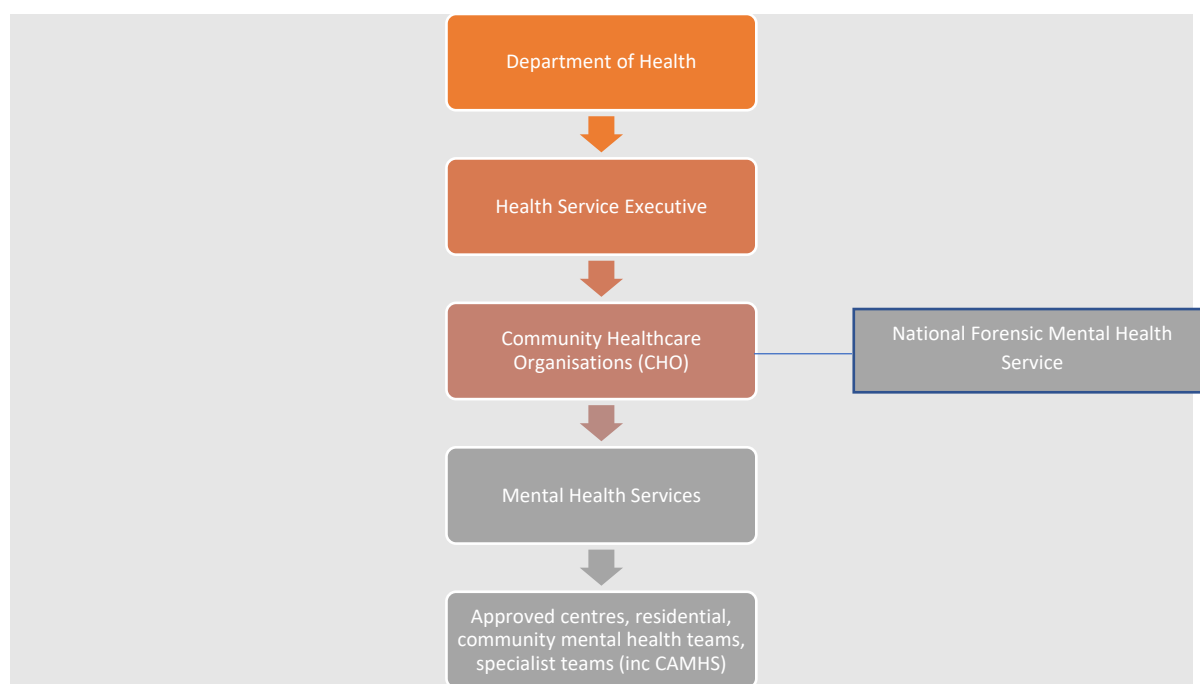 Department of Health
Health Service Executive
Community Healthcare
Organisations (CHO)
National Forensic Mental Health
Service
Mental Health Services
Approved centres, residential,
community mental health teams,
specialist teams (inc CAMHS)